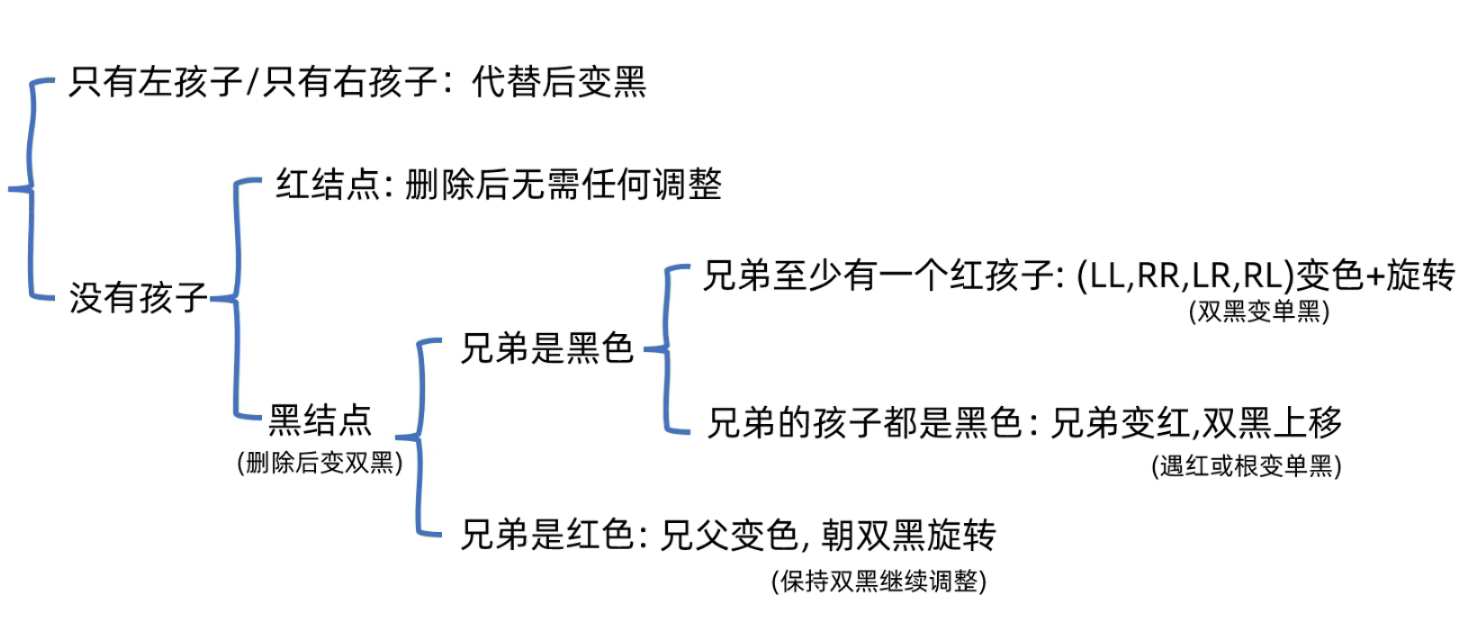 只有左孩子/只有右孩子：代替后变黑
红结点：删除后无需任何调整
没有孩子
兄弟至少有一个红孩子: (LL,RR,LR,RL)变色+旋转
(双黑变单黑)
兄弟是黑色
黑结点
(删除后变双黑)
兄弟的孩子都是黑色：兄弟变红,双黑上移
(遇红或根变单黑)
兄弟是红色：兄父变色, 朝双黑旋转
(保持双黑继续调整)